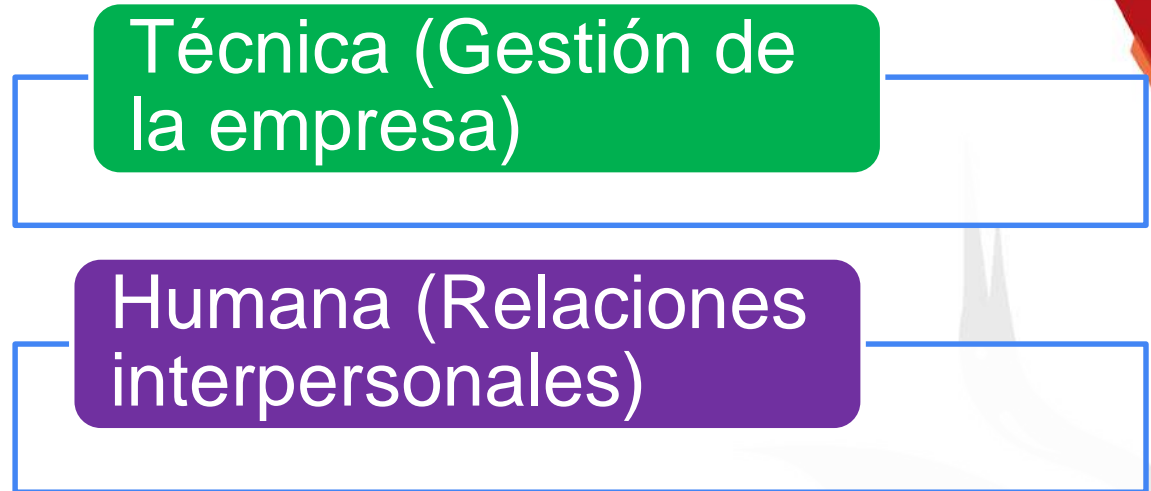 Técnica (Gestión de
la empresa)
Humana (Relaciones
interpersonales)